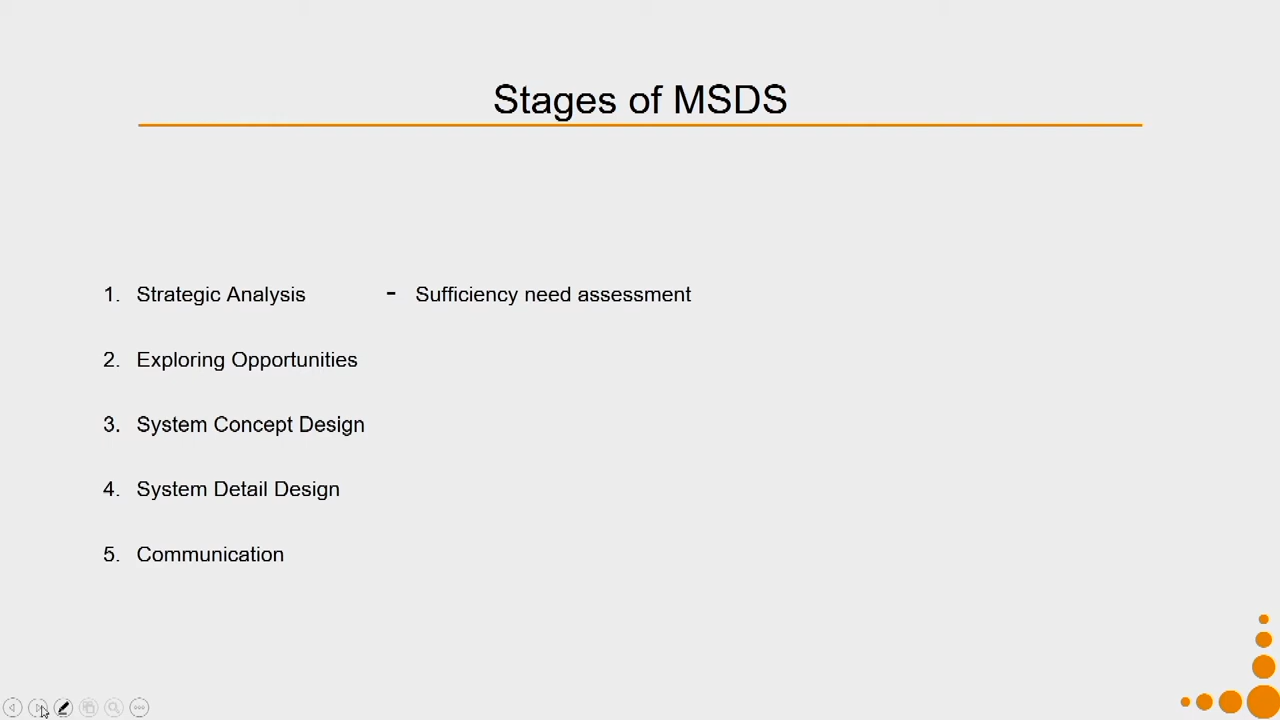 Stages of MSDS
1. Strategic Analysis - Sufficiency need assessment
2. Exploring Opportunities
3. System Concept Design
4. System Detail Design
5. Communication